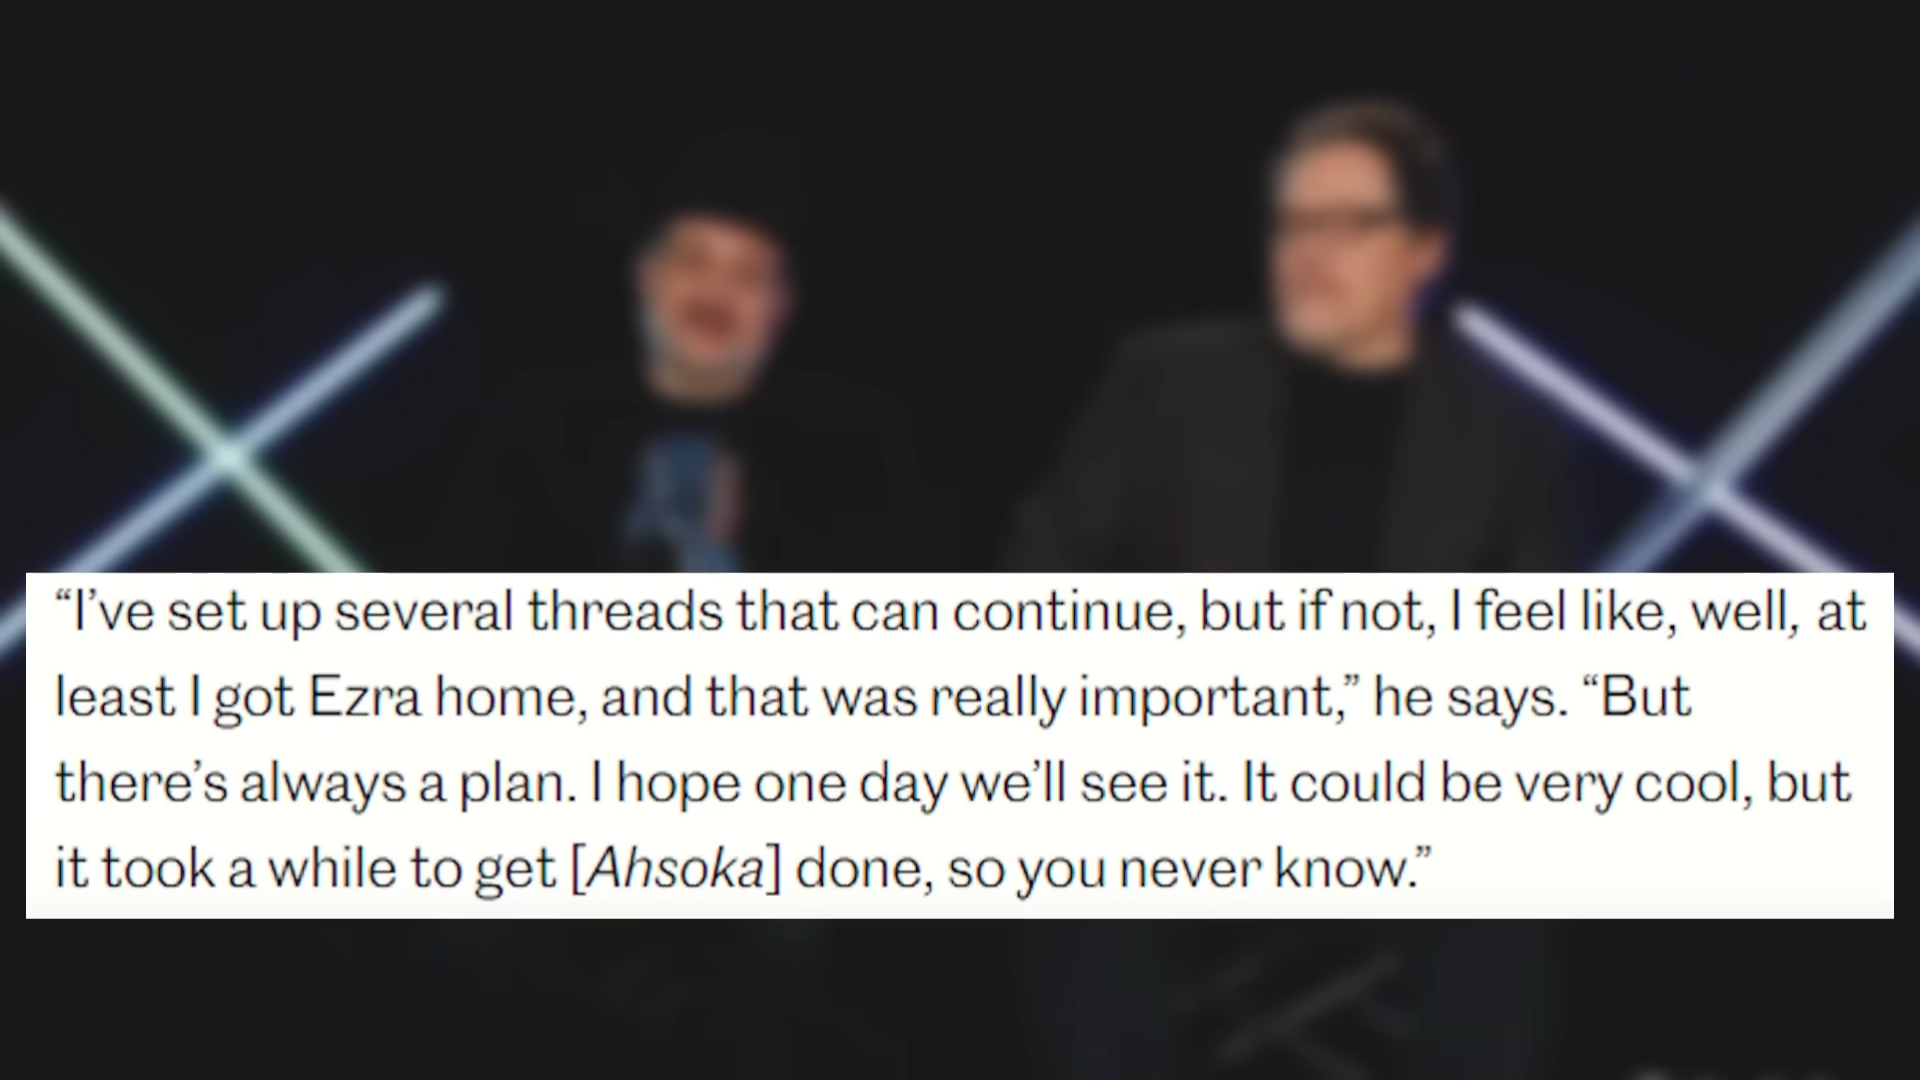 “I’ve set up several threads that can continue, but if not, I feel like, well, at
least I got Ezra home, and that was really important,” he says. “But
there’s always a plan. I hope one day we’ll see it. It could be very cool, but
it took a while to get [Ahsoka] done, so you never know.”